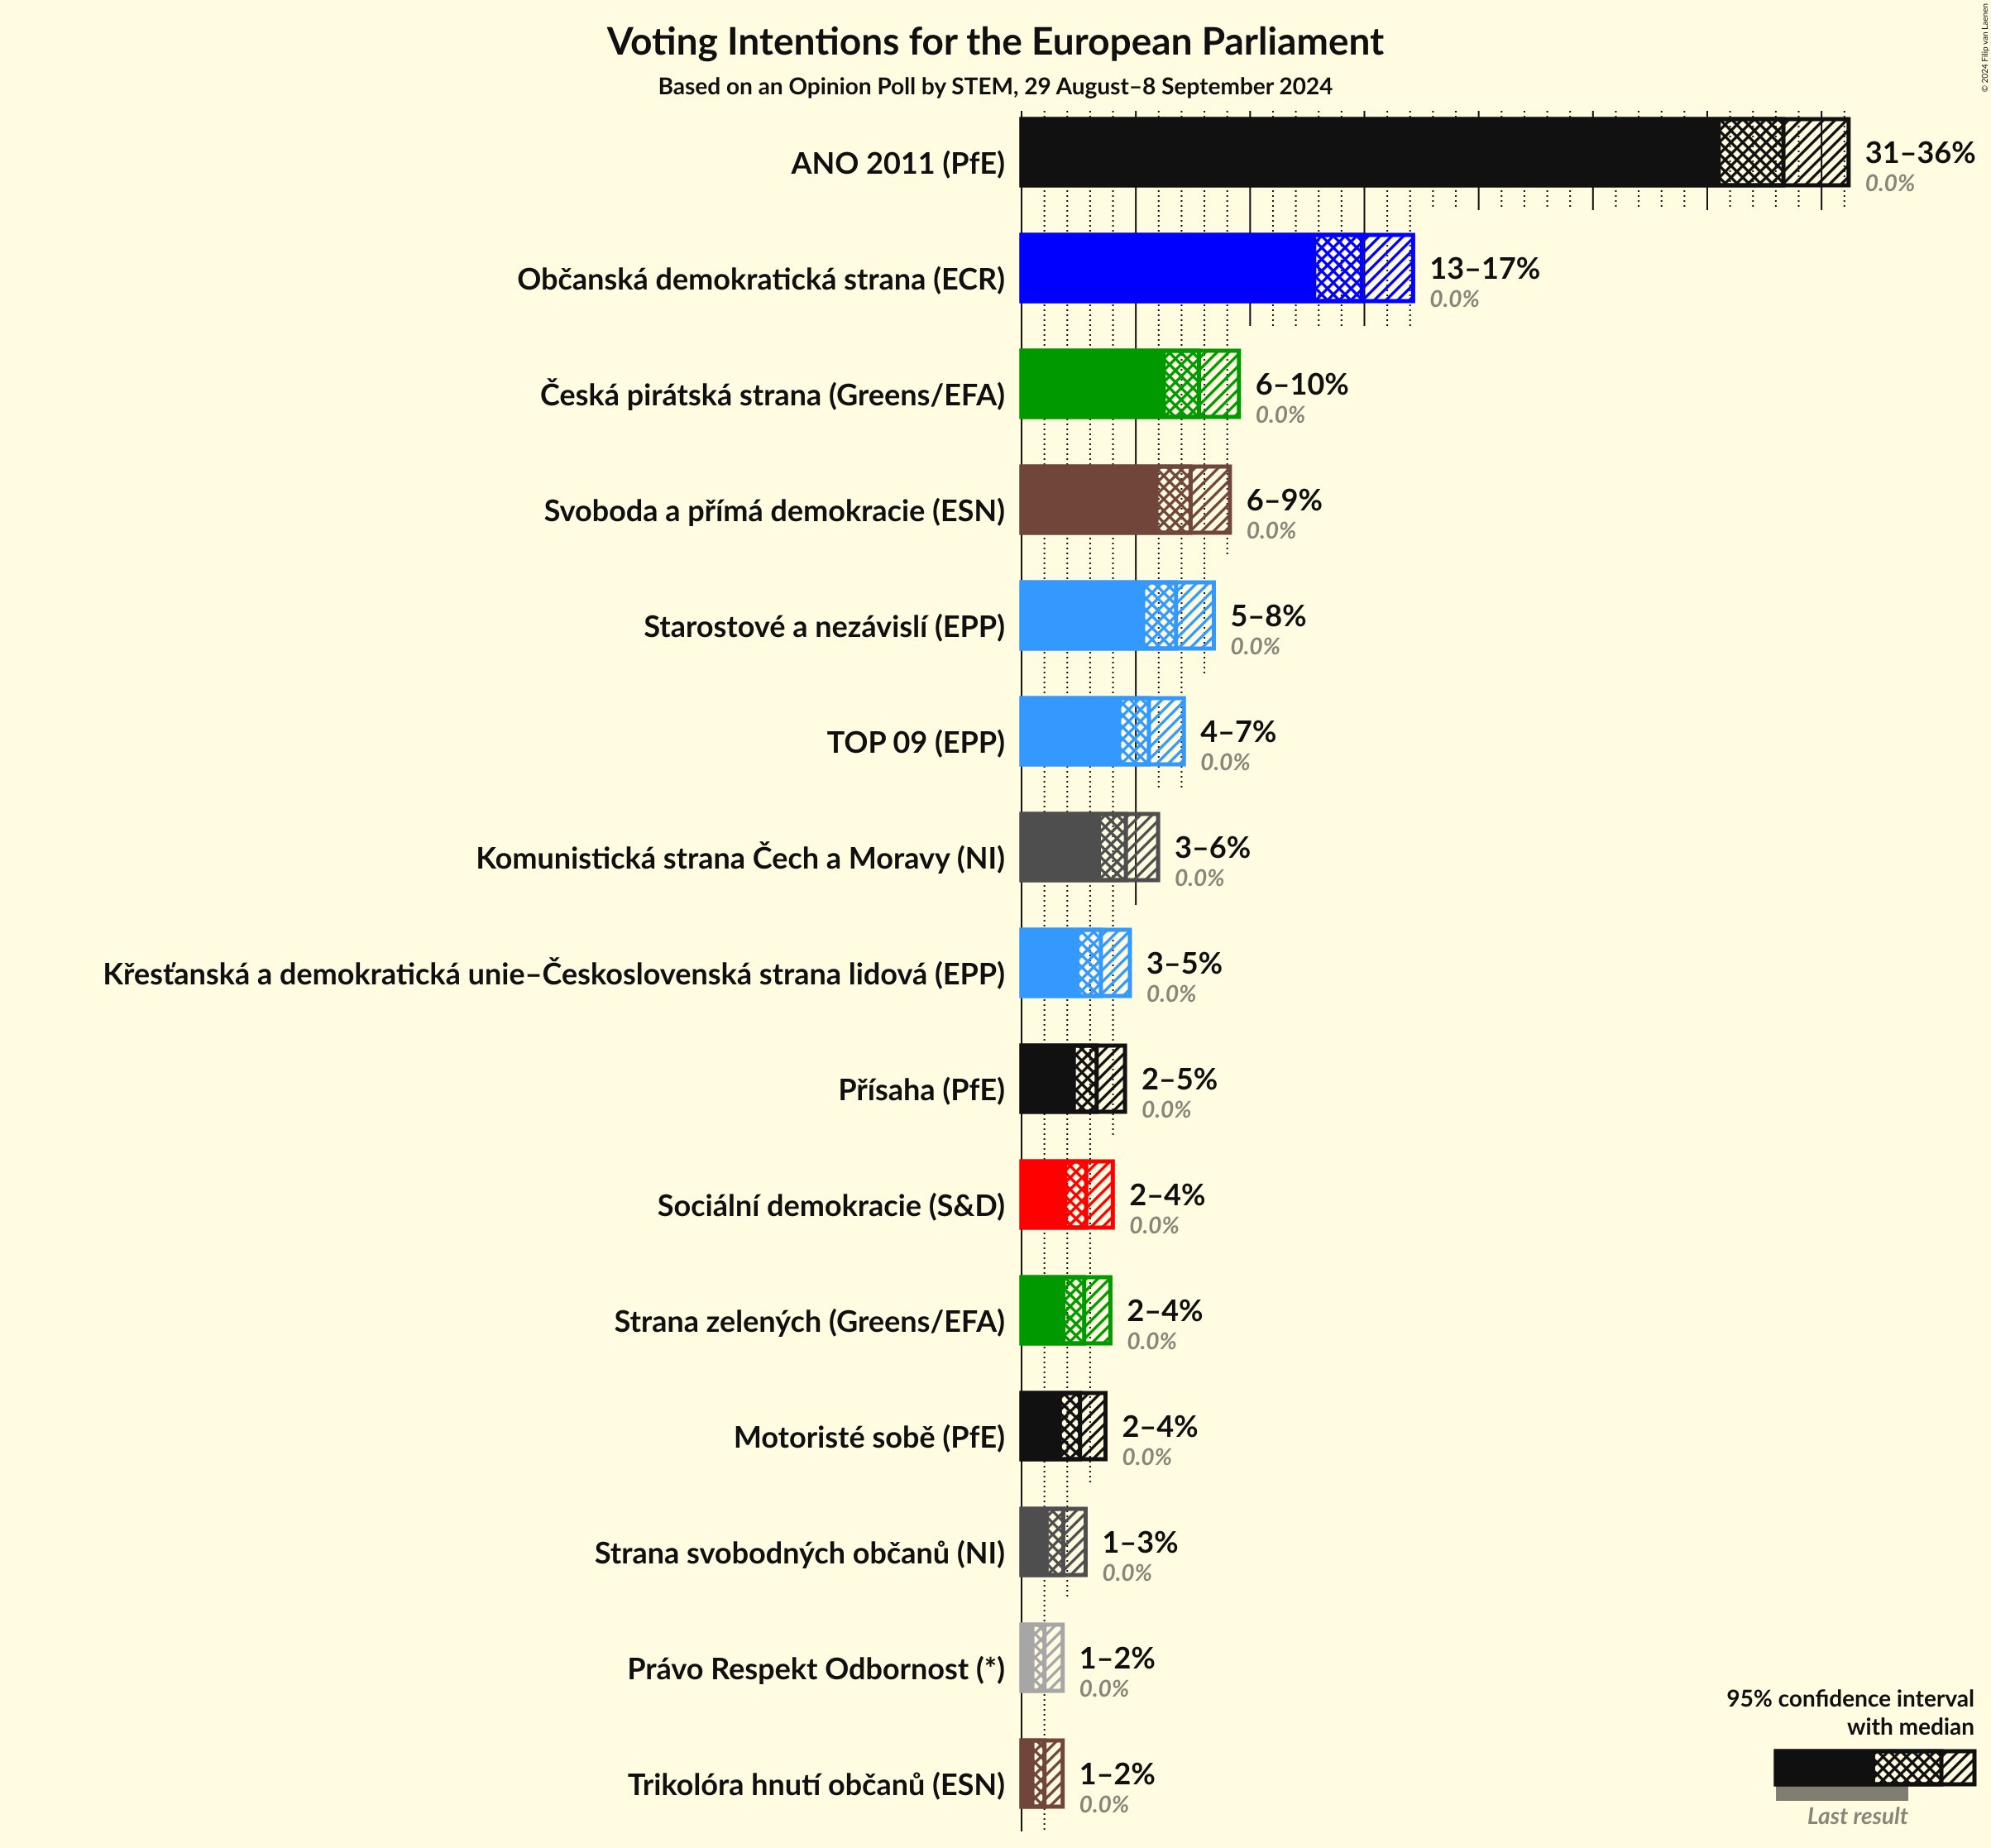 Voting Intentions for the European Parliament
Based on an Opinion Poll by STEM, 29 August–8 September 2024
© 2024 Filip van Laenen
ANO 2011 (PfE)
31–36%
0.0%
Občanská demokratická strana (ECR)
13–17%
0.0%
Česká pirátská strana (Greens/EFA)
6–10%
0.0%
Svoboda a přímá demokracie (ESN)
6–9%
0.0%
Starostové a nezávislí (EPP)
5–8%
0.0%
TOP 09 (EPP)
4–7%
0.0%
Komunistická strana Čech a Moravy (NI)
3–6%
0.0%
Křesťanská a demokratická unie–Československá strana lidová (EPP)
3–5%
0.0%
Přísaha (PfE)
2–5%
0.0%
Sociální demokracie (S&D)
2–4%
0.0%
Strana zelených (Greens/EFA)
2–4%
0.0%
Motoristé sobě (PfE)
2–4%
0.0%
Strana svobodných občanů (NI)
1–3%
0.0%
Právo Respekt Odbornost (*)
1–2%
0.0%
Trikolóra hnutí občanů (ESN)
1–2%
0.0%
95% confidence interval
with median
Last result